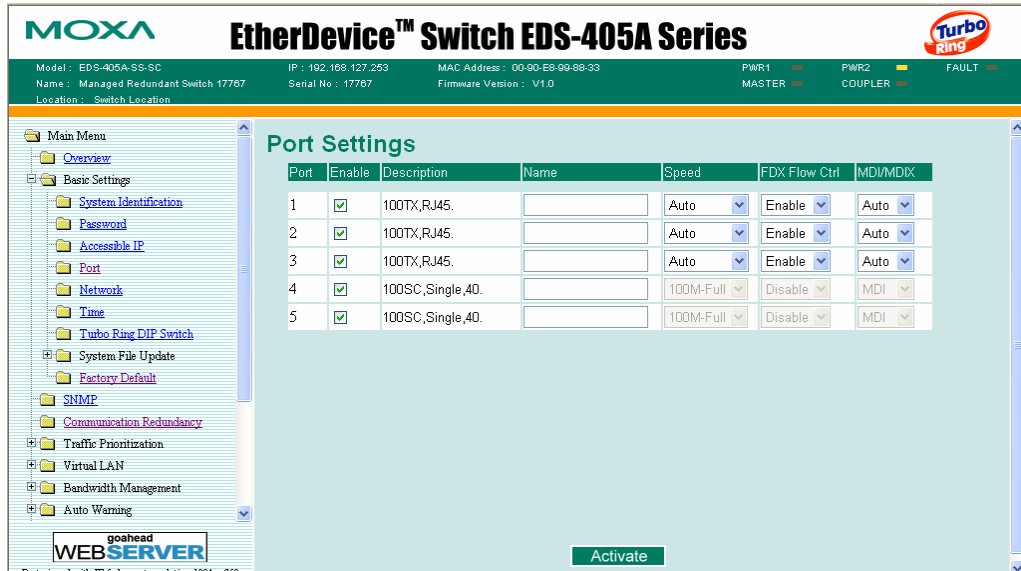 MOXA EtherDevice™ Switch EDS-405A Series Turbo Ring
Model : EDS-405A-SS-SC IP : 192.168.127.253 MAC Address : 00-90-E8-99-88-33 PWR1 PWR2 FAULT
Name : Managed Redundant Switch 17767 Serial No : 17767 Firmware Version : V1.0 MASTER COUPLER
Location : Switch Location
Main Menu
Overview
Basic Settings
System Identification
Password
Accessible IP
Port
Network
Time
Turbo Ring DIP Switch
System File Update
Factory Default
SNMP
Communication Redundancy
Traffic Prioritization
Virtual LAN
Bandwidth Management
Auto Warning
goahead
WEBSERVER
Port Settings
Port Enable Description Name Speed FDX Flow Ctrl MDI/MDIX
1 100TX,RJ45. Auto Enable Auto
2 100TX,RJ45. Auto Enable Auto
3 100TX,RJ45. Auto Enable Auto
4 100SC,Single,40. 100M-Full Disable MDI
5 100SC,Single,40. 100M-Full Disable MDI
Activate